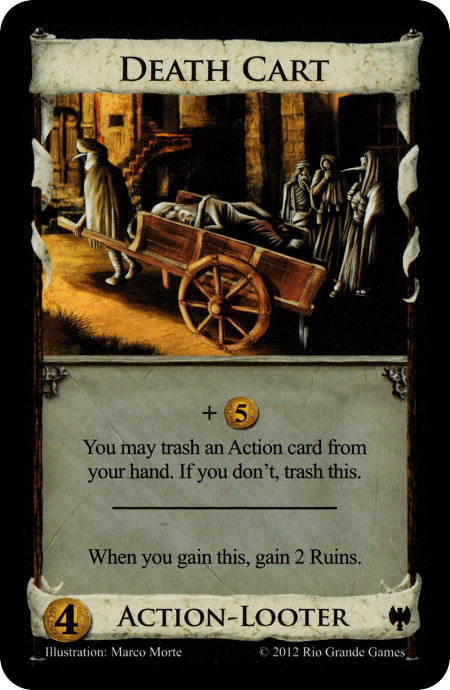 DEATH CART
+ 5
You may trash an Action card from
your hand. If you don't, trash this.
When you gain this, gain 2 Ruins.
4 ACTION-LOOTER
Illustration: Marco Morte © 2012 Rio Grande Games